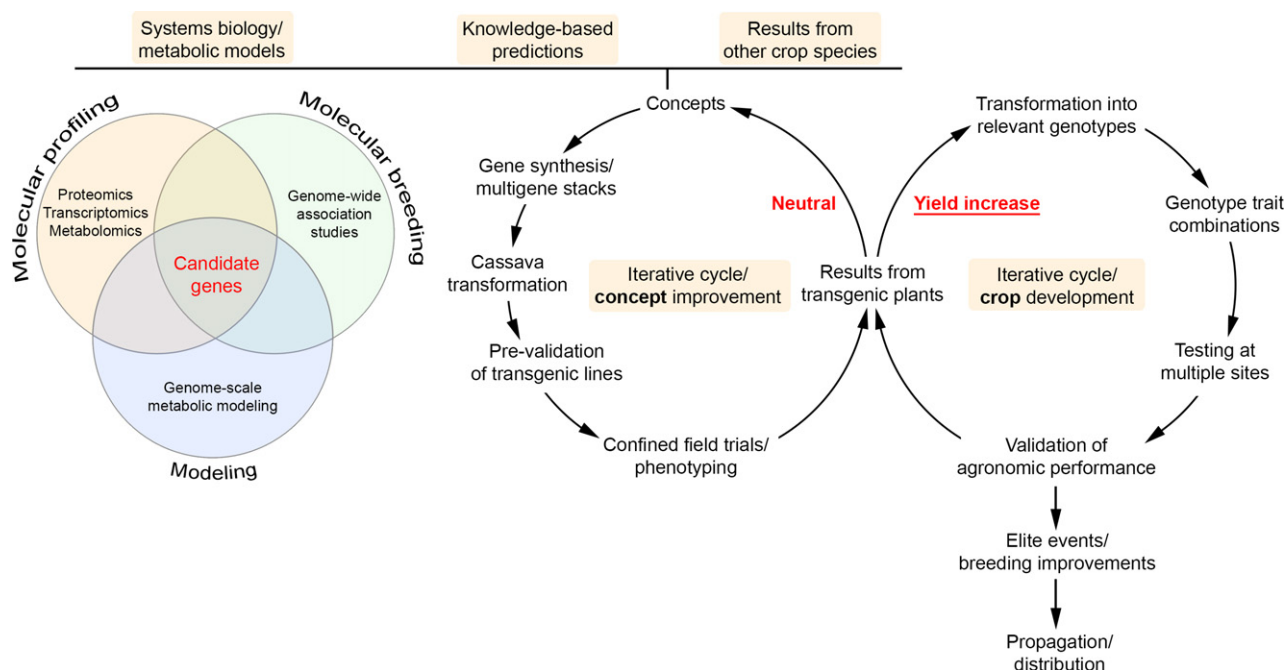 Systems biology/
metabolic models
Knowledge-based
predictions
Results from
other crop species
Molecular profiling
Molecular breeding
Proteomics
Transcriptomics
Metabolomics
Genome-wide
association
studies
Candidate
genes
Genome-scale
metabolic modeling
Modeling
Concepts
Gene synthesis/
multigene stacks
Cassava
transformation
Pre-validation
of transgenic lines
Confined field trials/
phenotyping
Neutral
Iterative cycle/
concept improvement
Results from
transgenic plants
Yield increase
Iterative cycle/
crop development
Transformation into
relevant genotypes
Genotype trait
combinations
Testing at
multiple sites
Validation of
agronomic performance
Elite events/
breeding improvements
Propagation/
distribution